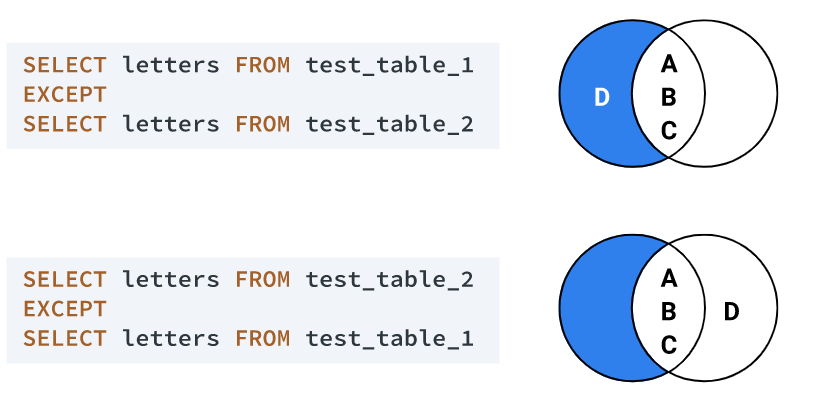 SELECT letters FROM test_table_1
EXCEPT
SELECT letters FROM test_table_2
A
D
B
C
SELECT letters FROM test_table_2
EXCEPT
SELECT letters FROM test_table_1
A
B
D
C